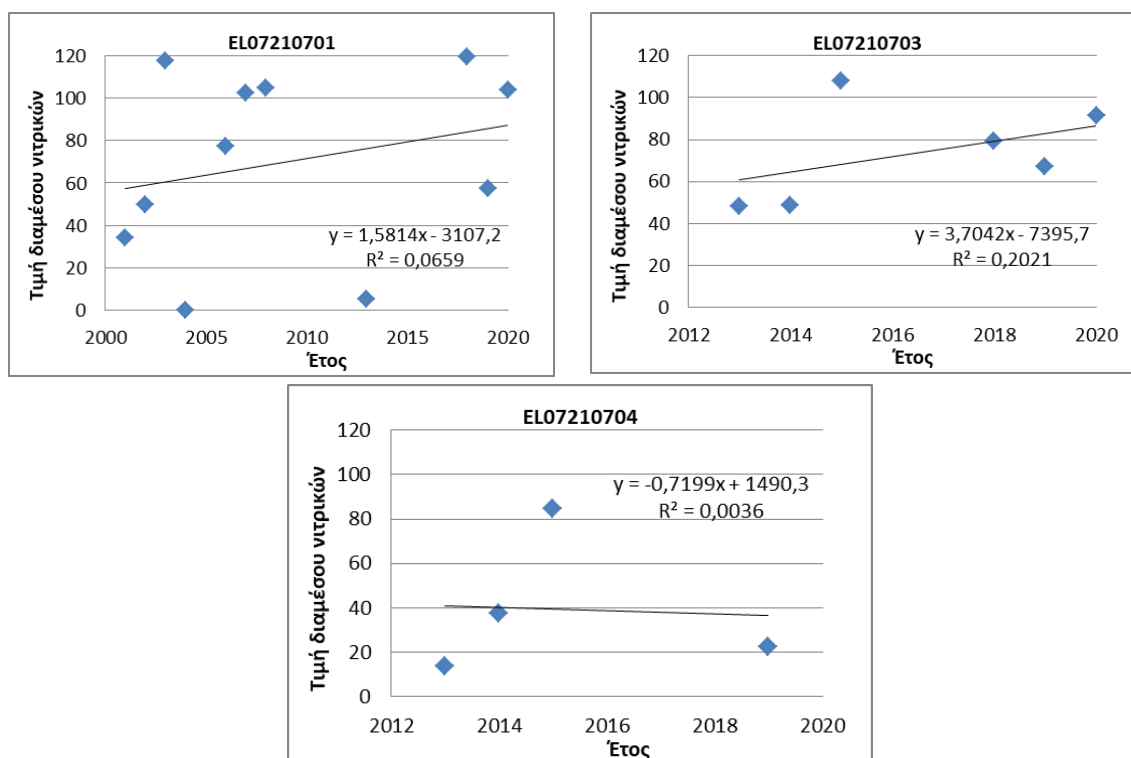 EL07210701
Τιμή διαμέσου νιτρικών
120
100
80
60
40
20
0
y = 1,5814x - 3107,2
R² = 0,0659
2000 2005 2010 2015 2020
Έτος
EL07210703
Τιμή διαμέσου νιτρικών
120
100
80
60
40
20
0
y = 3,7042x - 7395,7
R² = 0,2021
2012 2014 2016 2018 2020
Έτος
EL07210704
Τιμή διαμέσου νιτρικών
120
100
80
60
40
20
0
y = -0,7199x + 1490,3
R² = 0,0036
2012 2014 2016 2018 2020
Έτος